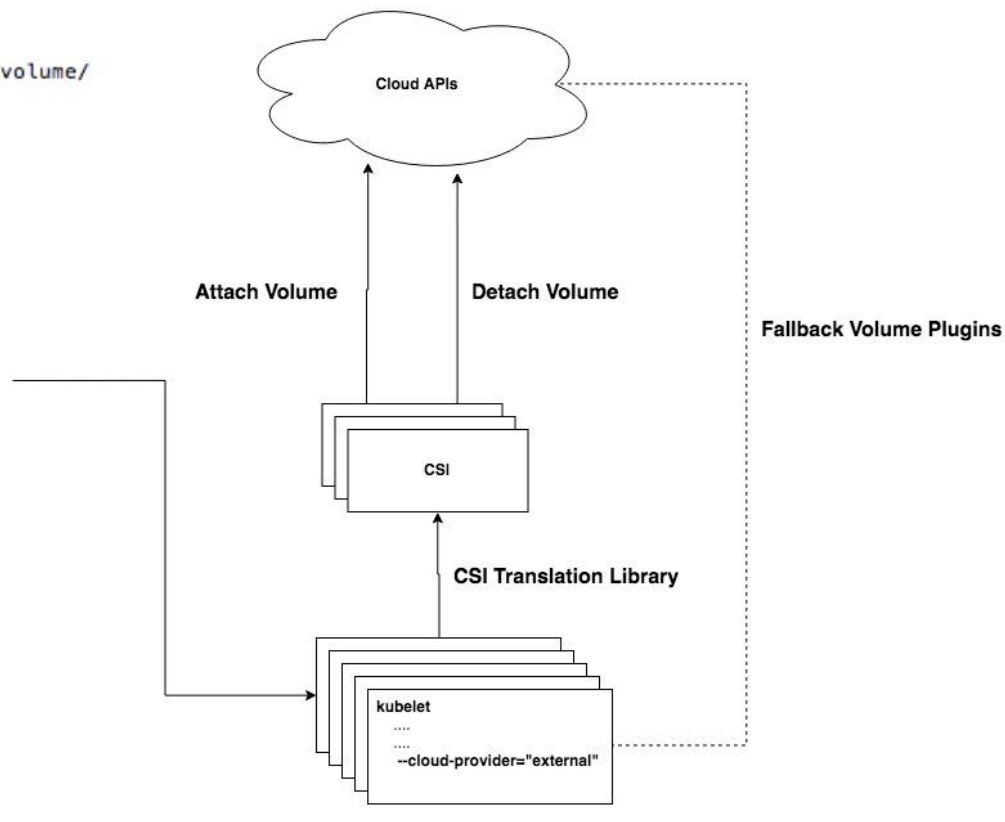 volume/
Cloud APIs
Attach Volume
Detach Volume
Fallback Volume Plugins
CSI
CSI Translation Library
kubelet
....
....
--cloud-provider="external"